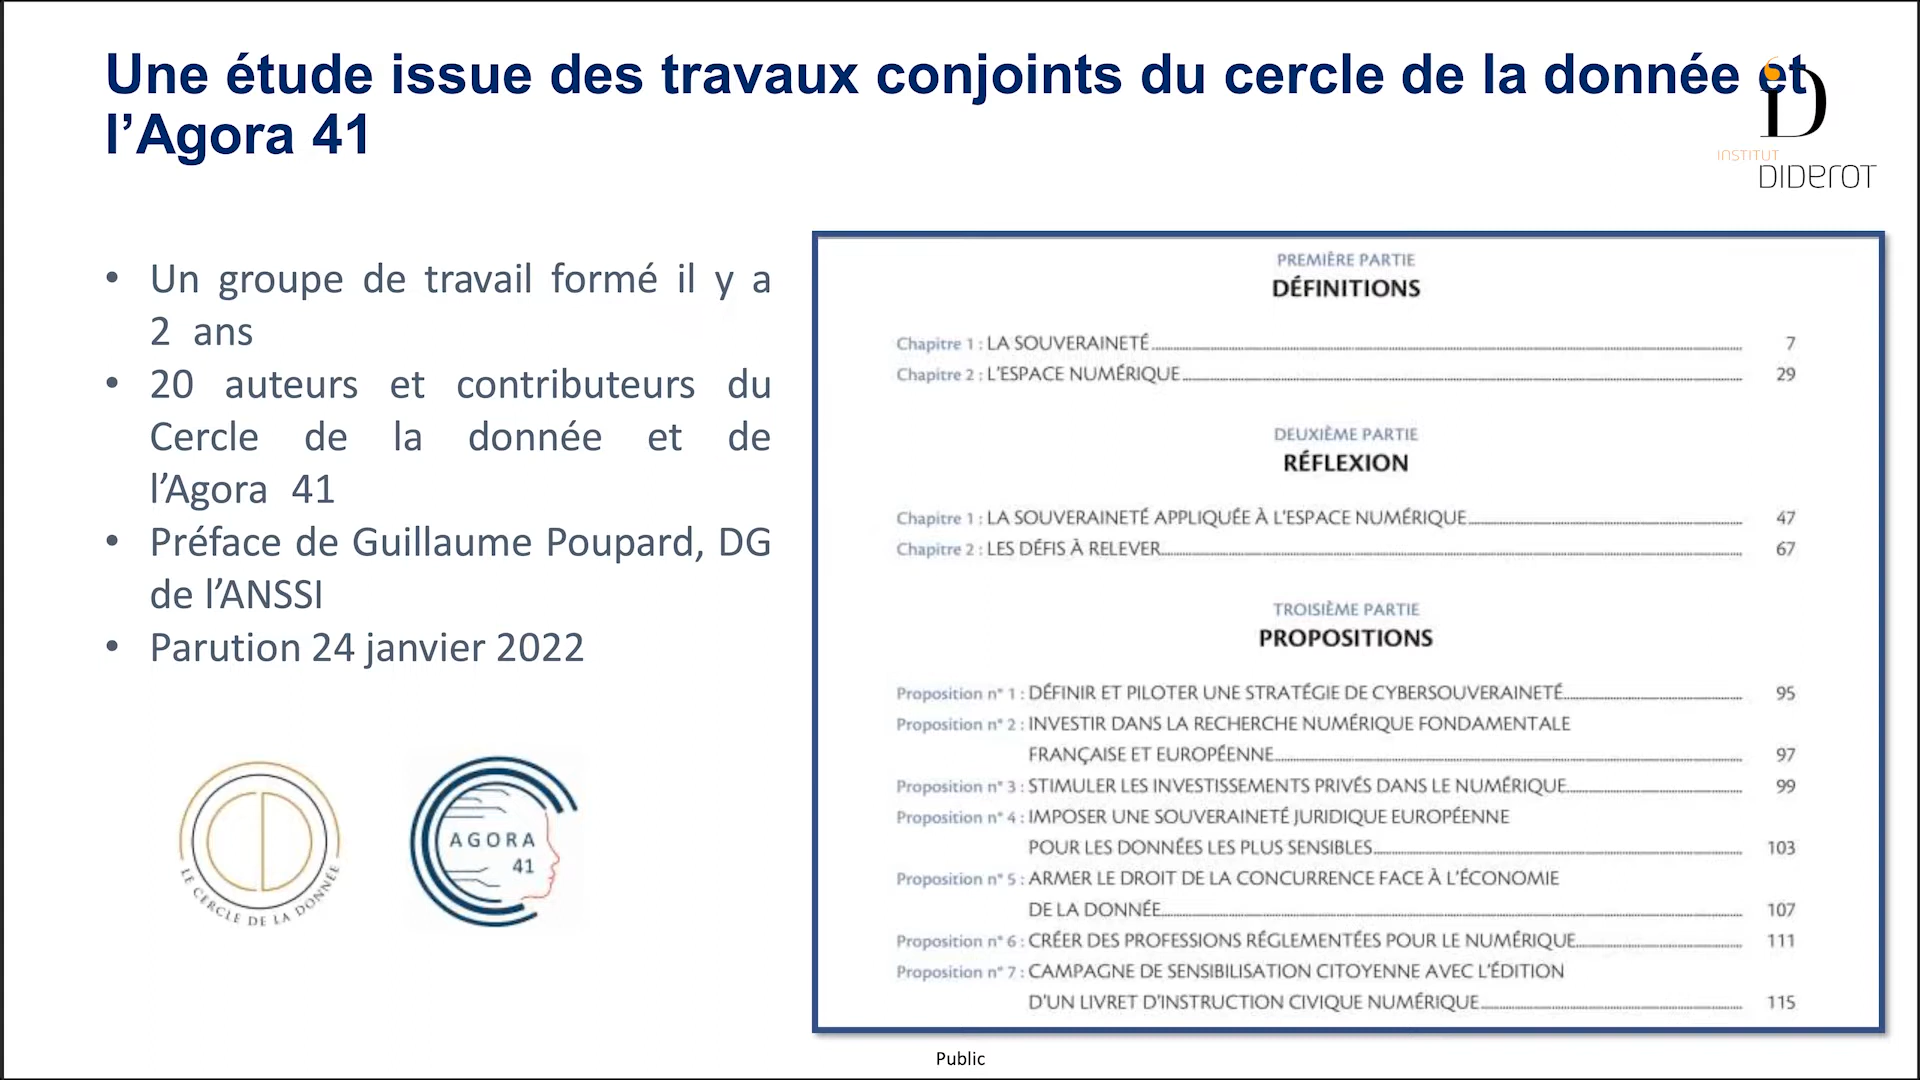 Une étude issue des travaux conjoints du cercle de la donnée et
l’Agora 41
INSTITUT
DIDEROT
• Un groupe de travail formé il y a
2 ans
• 20 auteurs et contributeurs du
Cercle de la donnée et de
l’Agora 41
• Préface de Guillaume Poupard, DG
de l’ANSSI
• Parution 24 janvier 2022
LE CERCLE DE LA DONNÉE
AGORA
41
PREMIÈRE PARTIE
DÉFINITIONS
Chapitre 1 : LA SOUVERAINETÉ 7
Chapitre 2 : L’ESPACE NUMÉRIQUE 29
DEUXIÈME PARTIE
RÉFLEXION
Chapitre 1 : LA SOUVERAINETÉ APPLIQUÉE À L’ESPACE NUMÉRIQUE 47
Chapitre 2 : LES DÉFIS À RELEVER 67
TROISIÈME PARTIE
PROPOSITIONS
Proposition n° 1 : DÉFINIR ET PILOTER UNE STRATÉGIE DE CYBERSOUVERAINETÉ 95
Proposition n° 2 : INVESTIR DANS LA RECHERCHE NUMÉRIQUE FONDAMENTALE
FRANÇAISE ET EUROPÉENNE 97
Proposition n° 3 : STIMULER LES INVESTISSEMENTS PRIVÉS DANS LE NUMÉRIQUE 99
Proposition n° 4 : IMPOSER UNE SOUVERAINETÉ JURIDIQUE EUROPÉENNE
POUR LES DONNÉES LES PLUS SENSIBLES 103
Proposition n° 5 : ARMER LE DROIT DE LA CONCURRENCE FACE À L’ÉCONOMIE
DE LA DONNÉE 107
Proposition n° 6 : CRÉER DES PROFESSIONS RÉGLEMENTÉES POUR LE NUMÉRIQUE 111
Proposition n° 7 : CAMPAGNE DE SENSIBILISATION CITOYENNE AVEC L’ÉDITION
D’UN LIVRET D’INSTRUCTION CIVIQUE NUMÉRIQUE 115
Public